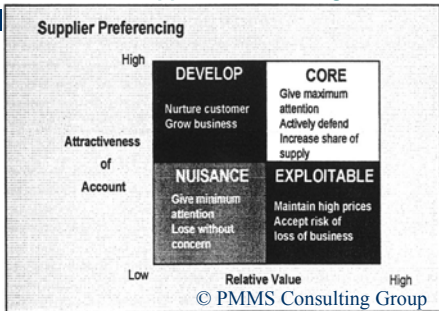 Supplier Preferencing
High
DEVELOP
Nurture customer
Grow business
CORE
Give maximum
attention
Actively defend
Increase share of
supply
Attractiveness
of
Account
NUISANCE
Give minimum
attention
Lose without
concern
EXPLOITABLE
Maintain high prices
Accept risk of
loss of business
Low
Relative Value
High
© PMMS Consulting Group